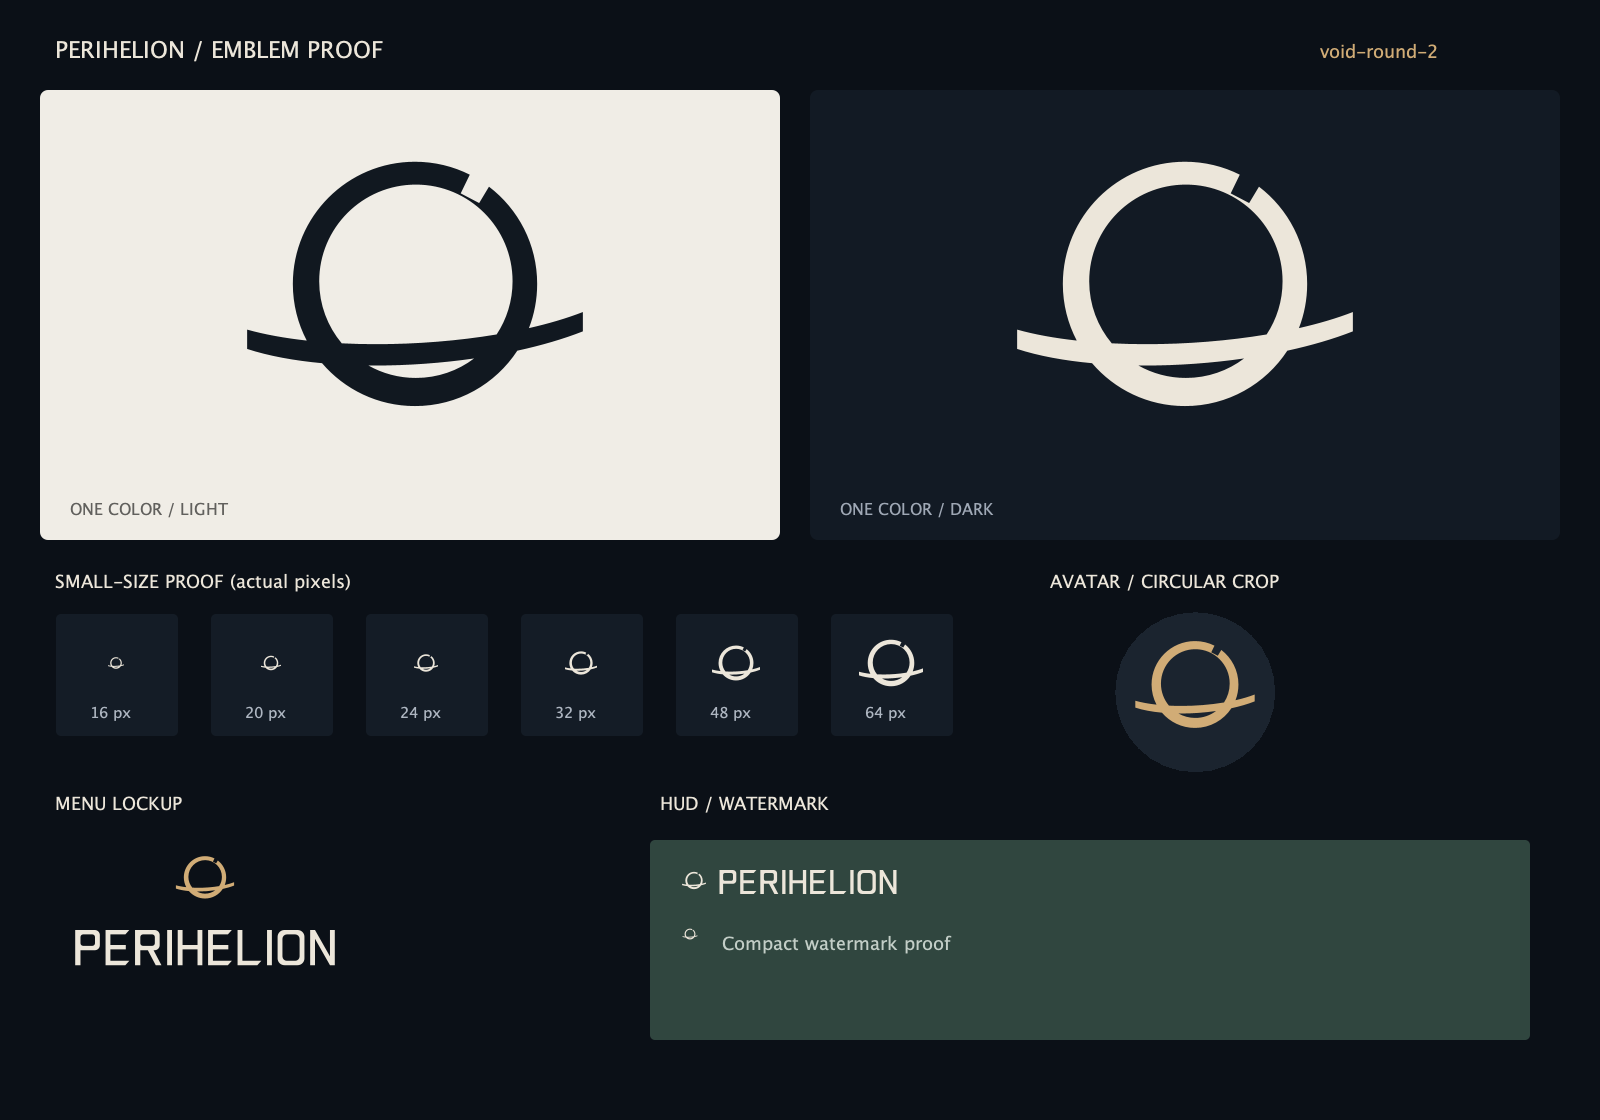 PERIHELION / EMBLEM PROOF
void-round-2
ONE COLOR / LIGHT
ONE COLOR / DARK
SMALL-SIZE PROOF (actual pixels)
AVATAR / CIRCULAR CROP
16 px
20 px
24 px
32 px
48 px
64 px
MENU LOCKUP
HUD / WATERMARK
PERIHELION
PERIHELION
Compact watermark proof